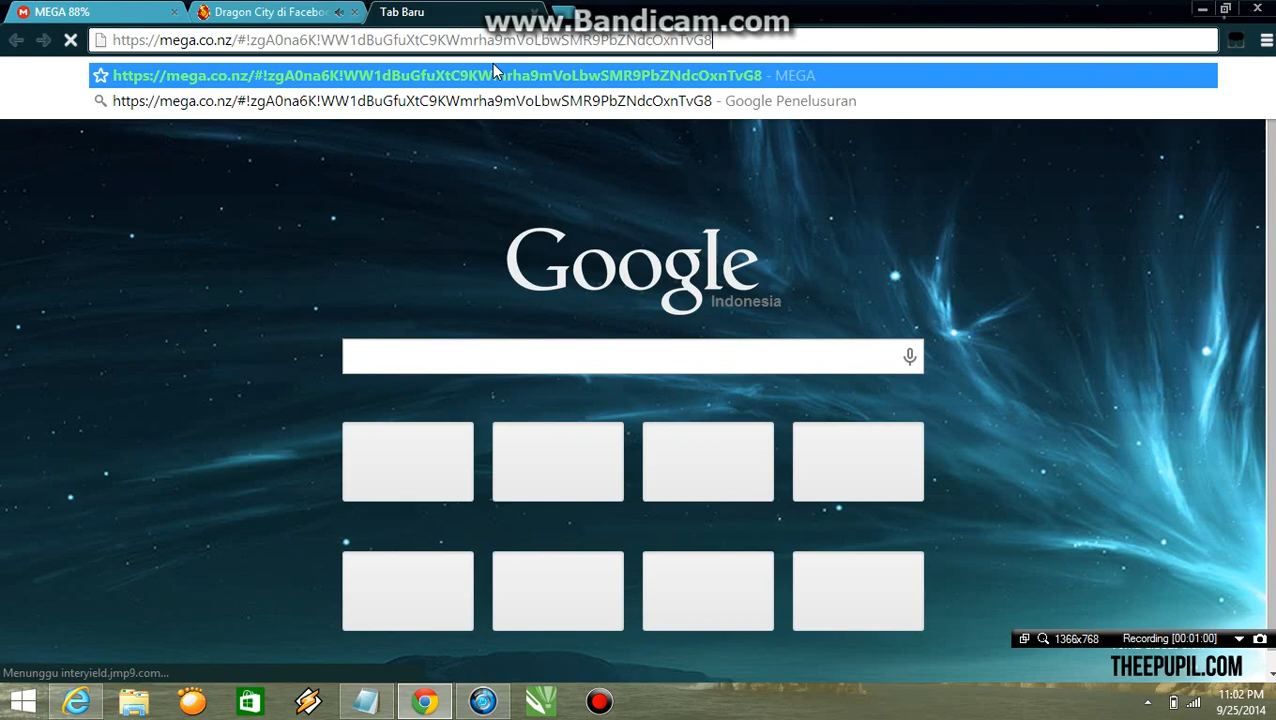 MEGA 88%
Dragon City di Faceboo
Tab Baru
www.Bandicam.com
https://mega.co.nz/#!zgA0na6K!WW1dBuGfuXtC9KWmrha9mVoLbwSMR9PbZNdcOxnTvG8
https://mega.co.nz/#!zgA0na6K!WW1dBuGfuXtC9KWmrha9mVoLbwSMR9PbZNdcOxnTvG8 - MEGA
https://mega.co.nz/#!zgA0na6K!WW1dBuGfuXtC9KWmrha9mVoLbwSMR9PbZNdcOxnTvG8 - Google Penelusuran
Google
Indonesia
1366x768 Recording [00:01:00]
THEEPUPIL.COM
Menunggu interyield.jmp9.com...
11:02 PM
9/25/2014